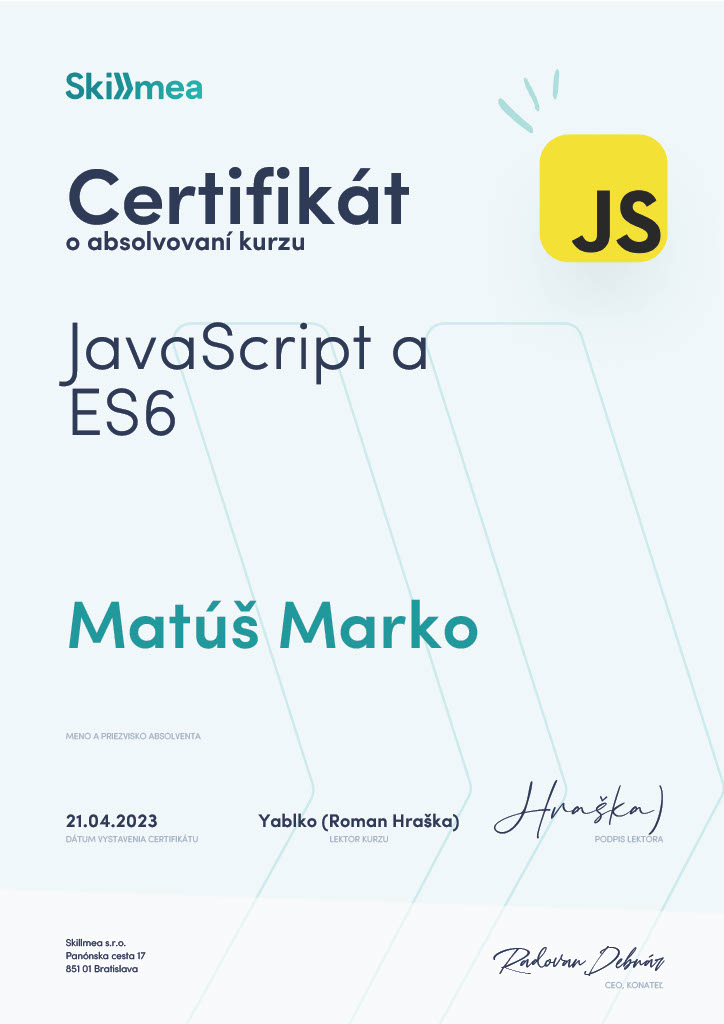 Skillmea
JS
Certifikát
o absolvovaní kurzu
JavaScript a
ES6
Matúš Marko
MENO A PRIEZVISKO ABSOLVENTA
21.04.2023
DÁTUM VYSTAVENIA CERTIFIKÁTU
Yablko (Roman Hraška)
LEKTOR KURZU
Hraška)
PODPIS LEKTORA
Skillmea s.r.o.
Panónska cesta 17
851 01 Bratislava
Radovan Debnár
CEO, KONATEĽ